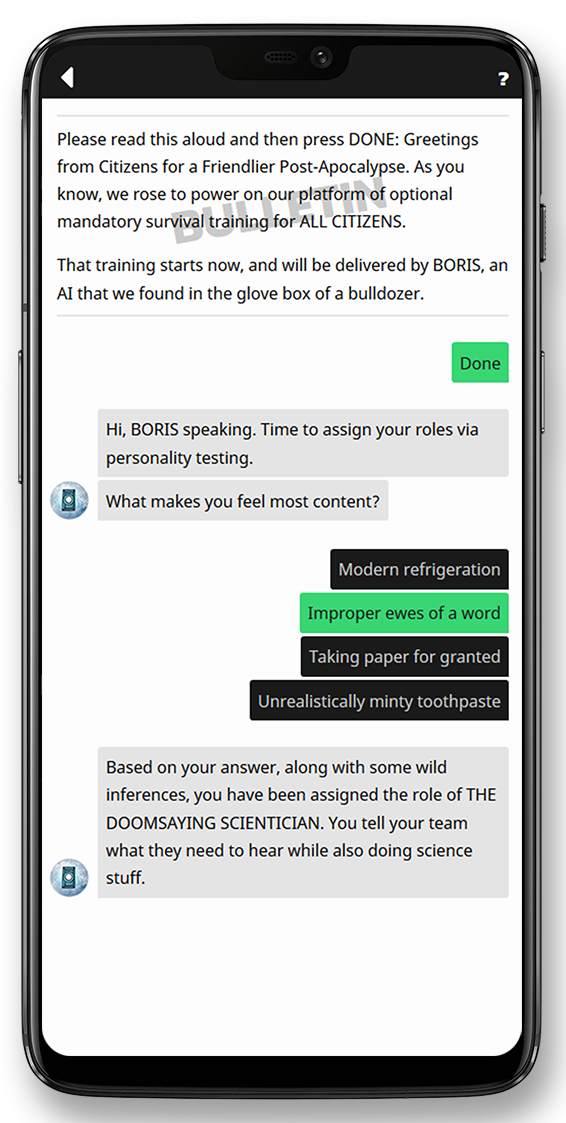 ?
Please read this aloud and then press DONE: Greetings
from Citizens for a Friendlier Post-Apocalypse. As you
know, we rose to power on our platform of optional
mandatory survival training for ALL CITIZENS.
BULLETIN
That training starts now, and will be delivered by BORIS, an
AI that we found in the glove box of a bulldozer.
Done
Hi, BORIS speaking. Time to assign your roles via
personality testing.
What makes you feel most content?
Modern refrigeration
Improper ewes of a word
Taking paper for granted
Unrealistically minty toothpaste
Based on your answer, along with some wild
inferences, you have been assigned the role of THE
DOOMSAYING SCIENTICIAN. You tell your team
what they need to hear while also doing science
stuff.